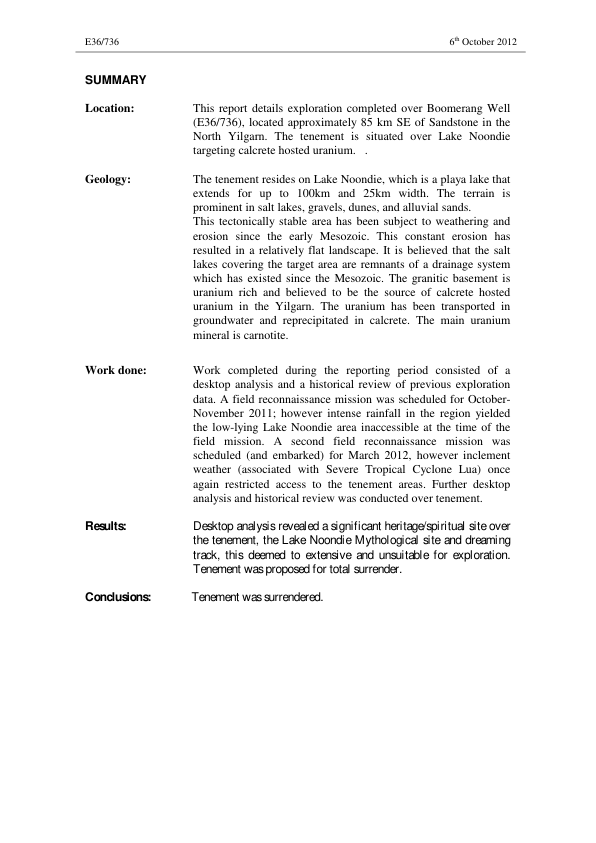 E36/736 6th October 2012
SUMMARY
Location: This report details exploration completed over Boomerang Well
(E36/736), located approximately 85 km SE of Sandstone in the
North Yilgarn. The tenement is situated over Lake Noondie
targeting calcrete hosted uranium. .
Geology: The tenement resides on Lake Noondie, which is a playa lake that
extends for up to 100km and 25km width. The terrain is
prominent in salt lakes, gravels, dunes, and alluvial sands.
This tectonically stable area has been subject to weathering and
erosion since the early Mesozoic. This constant erosion has
resulted in a relatively flat landscape. It is believed that the salt
lakes covering the target area are remnants of a drainage system
which has existed since the Mesozoic. The granitic basement is
uranium rich and believed to be the source of calcrete hosted
uranium in the Yilgarn. The uranium has been transported in
groundwater and reprecipitated in calcrete. The main uranium
mineral is carnotite.
Work done: Work completed during the reporting period consisted of a
desktop analysis and a historical review of previous exploration
data. A field reconnaissance mission was scheduled for October-
November 2011; however intense rainfall in the region yielded
the low-lying Lake Noondie area inaccessible at the time of the
field mission. A second field reconnaissance mission was
scheduled (and embarked) for March 2012, however inclement
weather (associated with Severe Tropical Cyclone Lua) once
again restricted access to the tenement areas. Further desktop
analysis and historical review was conducted over tenement.
Results: Desktop analysis revealed a significant heritage/spiritual site over
the tenement, the Lake Noondie Mythological site and dreaming
track, this deemed to extensive and unsuitable for exploration.
Tenement was proposed for total surrender.
Conclusions: Tenement was surrendered.